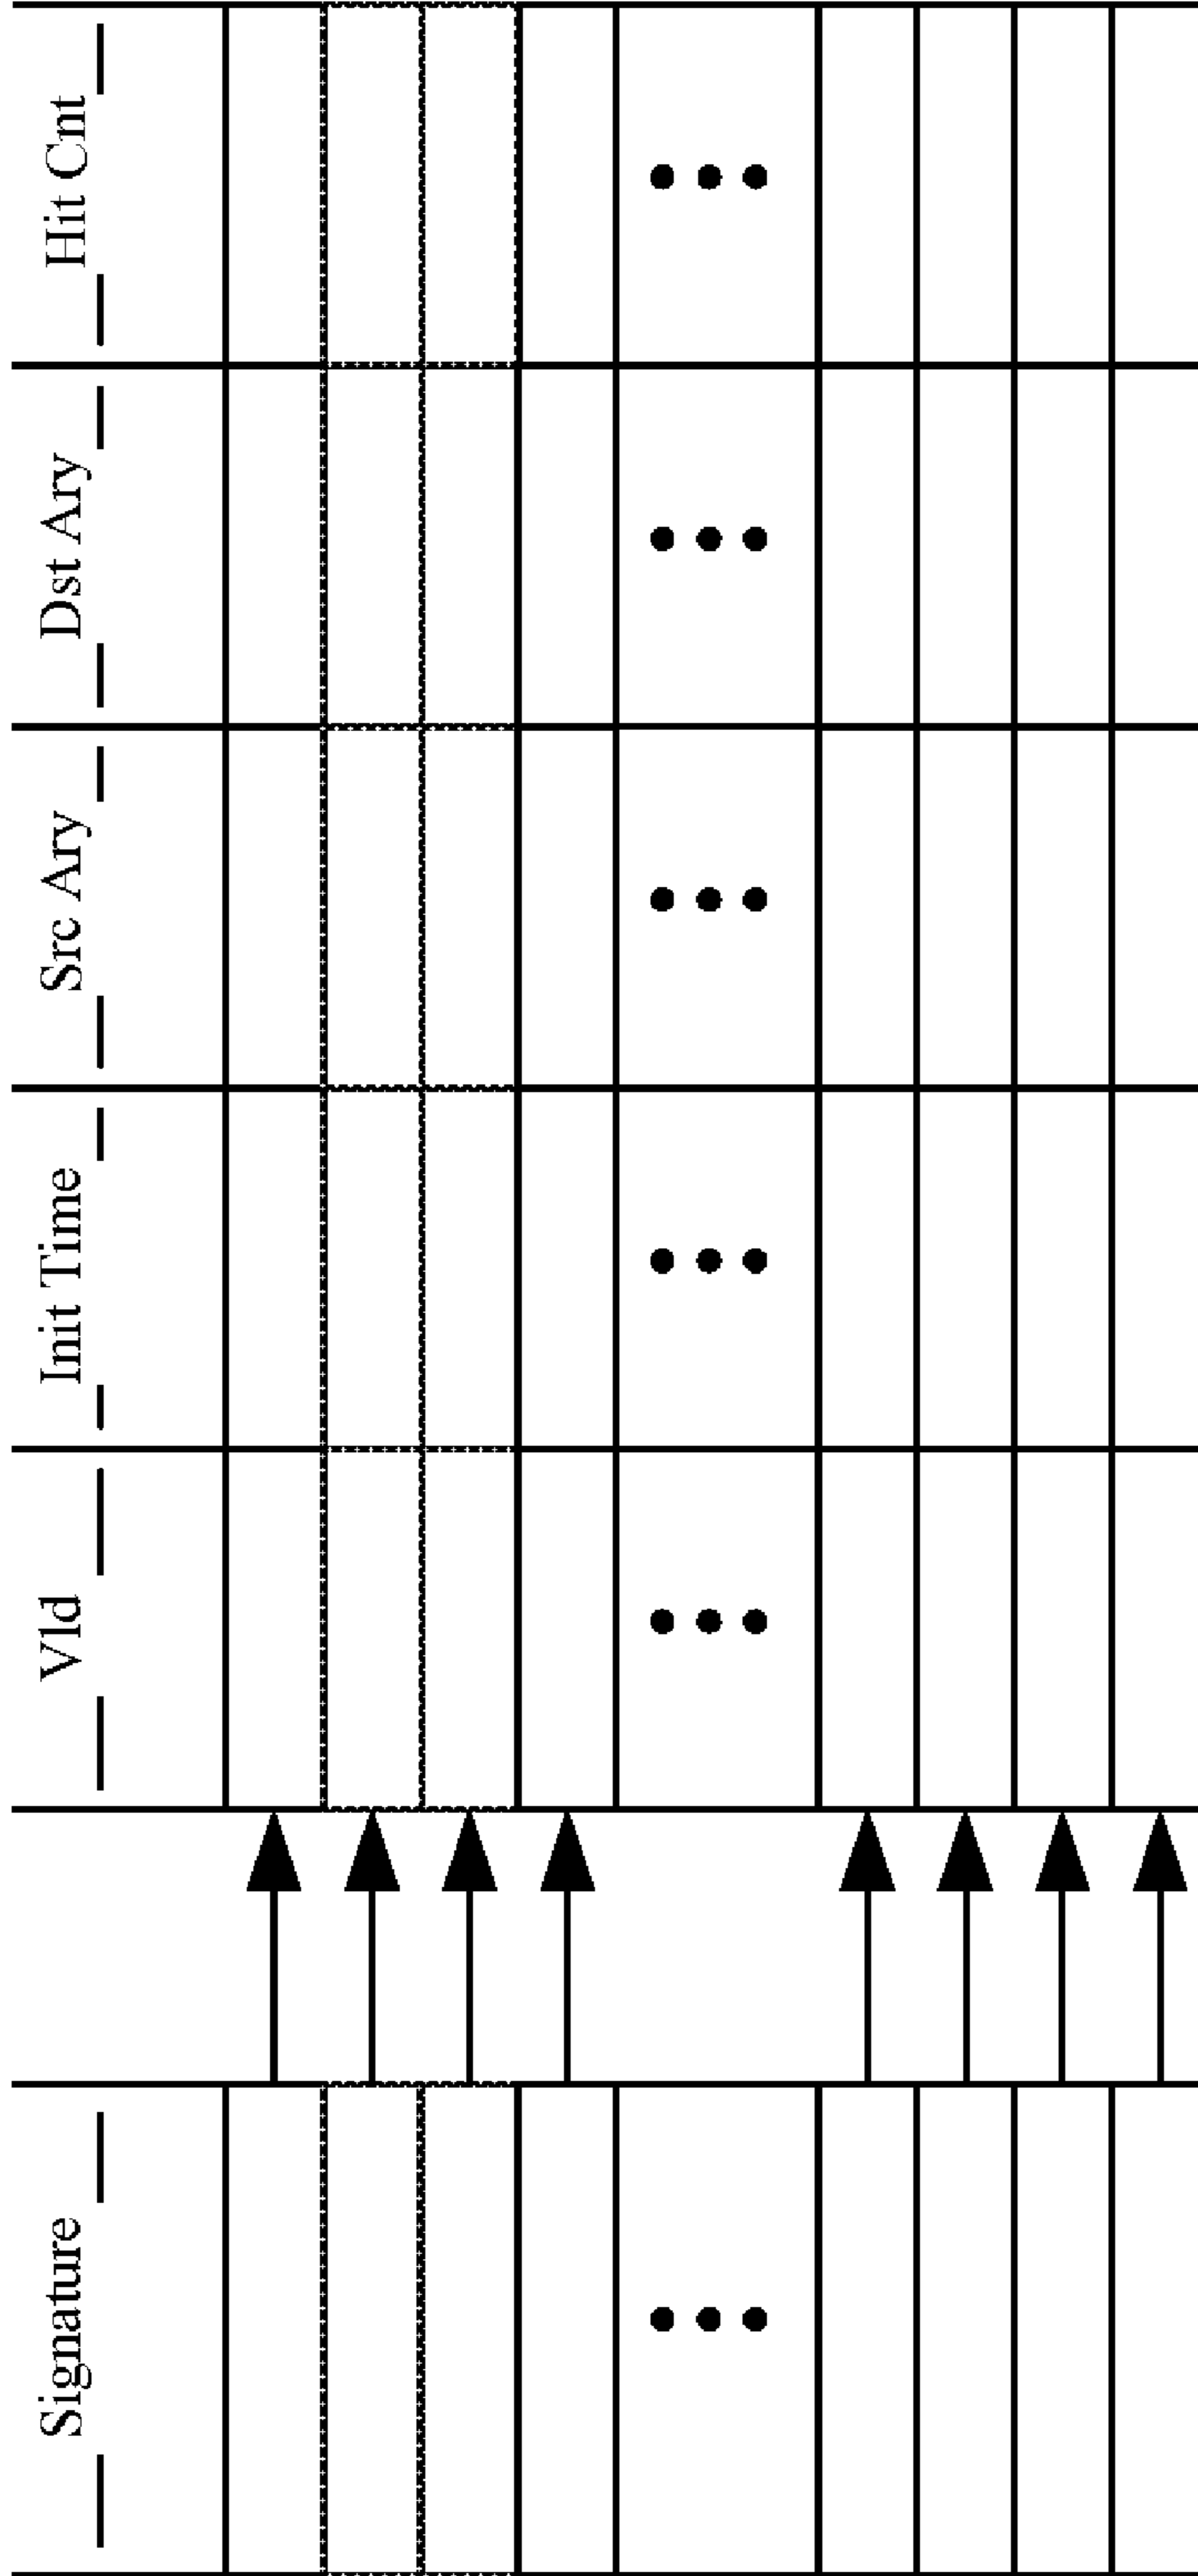 Signature
Vld
Init Time
Src Ary
Dst Ary
Hit Cnt